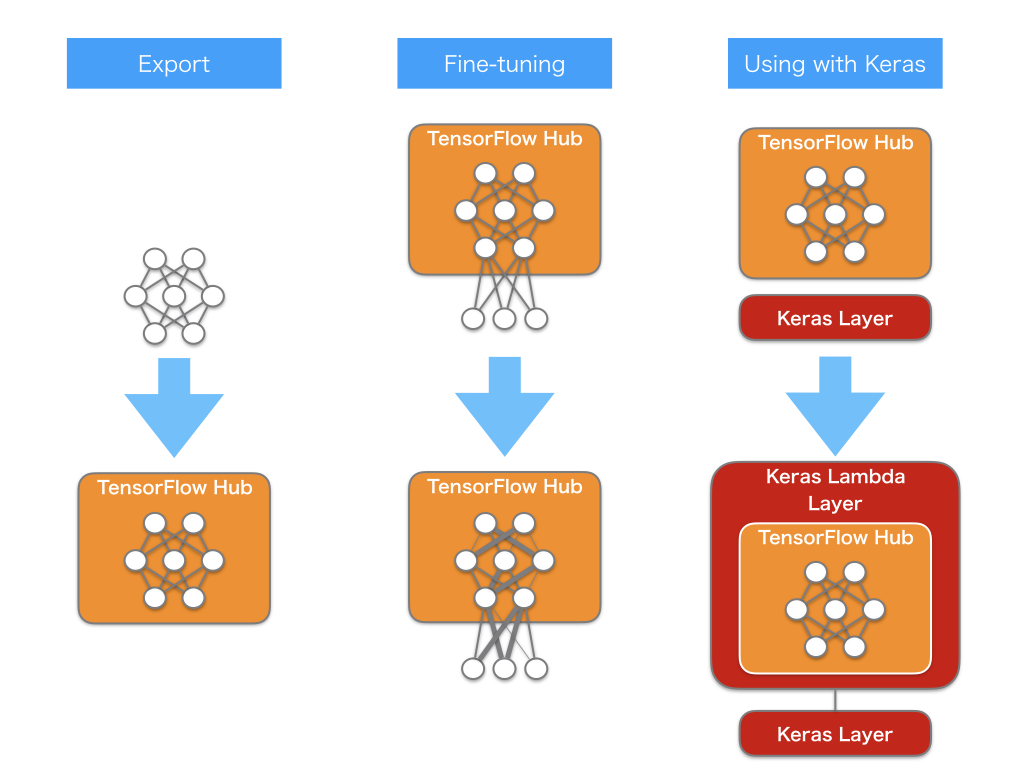 Export
Fine-tuning
Using with Keras
TensorFlow Hub
TensorFlow Hub
Keras Layer
TensorFlow Hub
TensorFlow Hub
Keras Lambda
Layer
TensorFlow Hub
Keras Layer